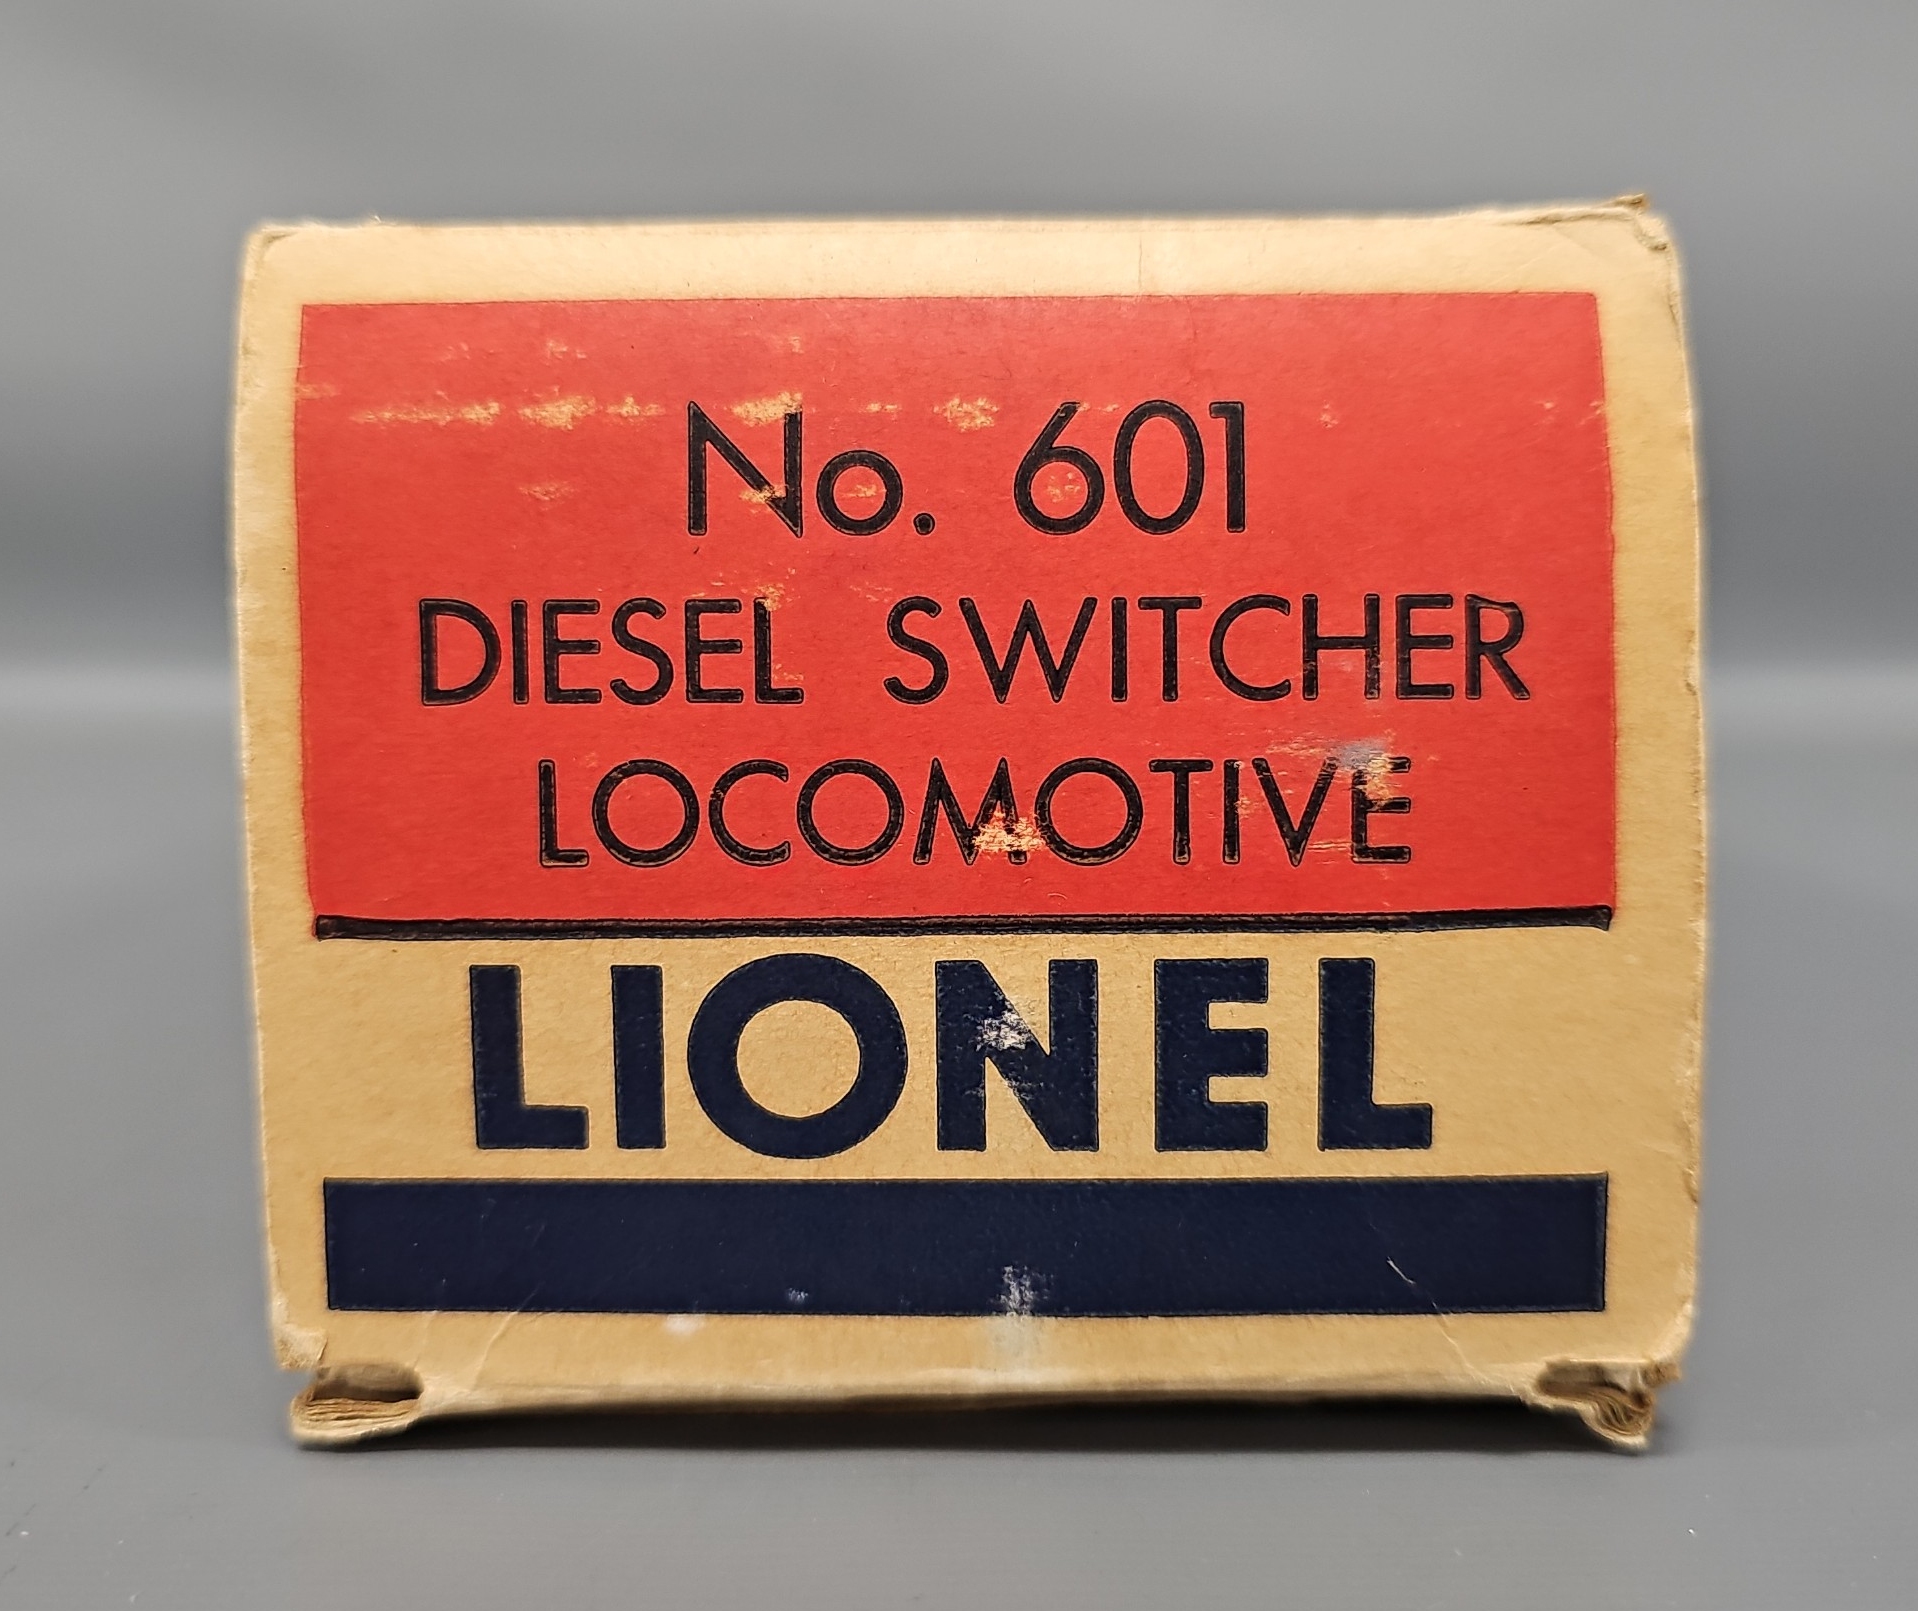 No. 601
DIESEL SWITCHER
LOCOMOTIVE
LIONEL